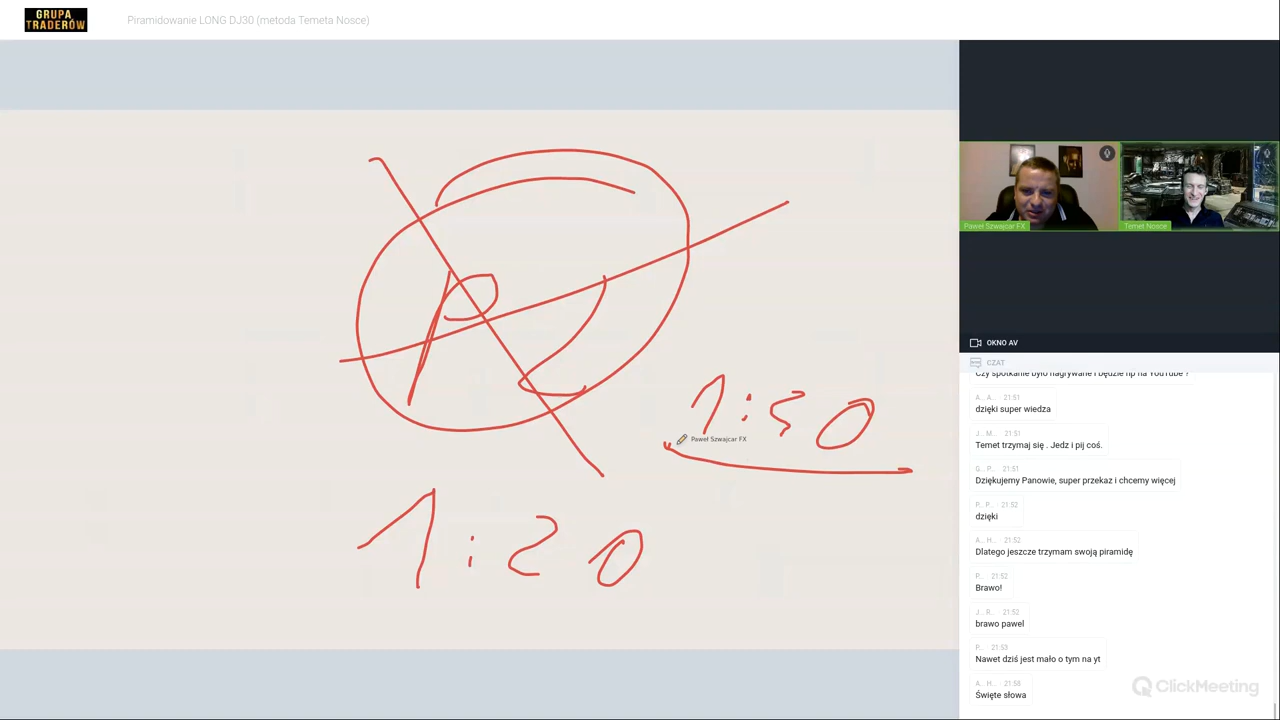 GRUPA
TRADERÓW
Piramidowanie LONG DJ30 (metoda Temeta Nosce)
1:50
Paweł Szwajcar FX
1:20
Paweł Szwajcar FX
Temet Nosce
OKNO AV
CZAT
Czy spotkanie było nagrywane i będzie np na YouTube ?
A... A... 21:51
dzięki super wiedza
J... M... 21:51
Temet trzymaj się . Jedz i pij coś.
G... P... 21:51
Dziękujemy Panowie, super przekaz i chcemy więcej
P... P... 21:52
dzięki
A... H... 21:52
Dlatego jeszcze trzymam swoją piramidę
P... 21:52
Brawo!
J... R... 21:52
brawo pawel
P... 21:53
Nawet dziś jest mało o tym na yt
A... H... 21:58
Święte słowa
ClickMeeting